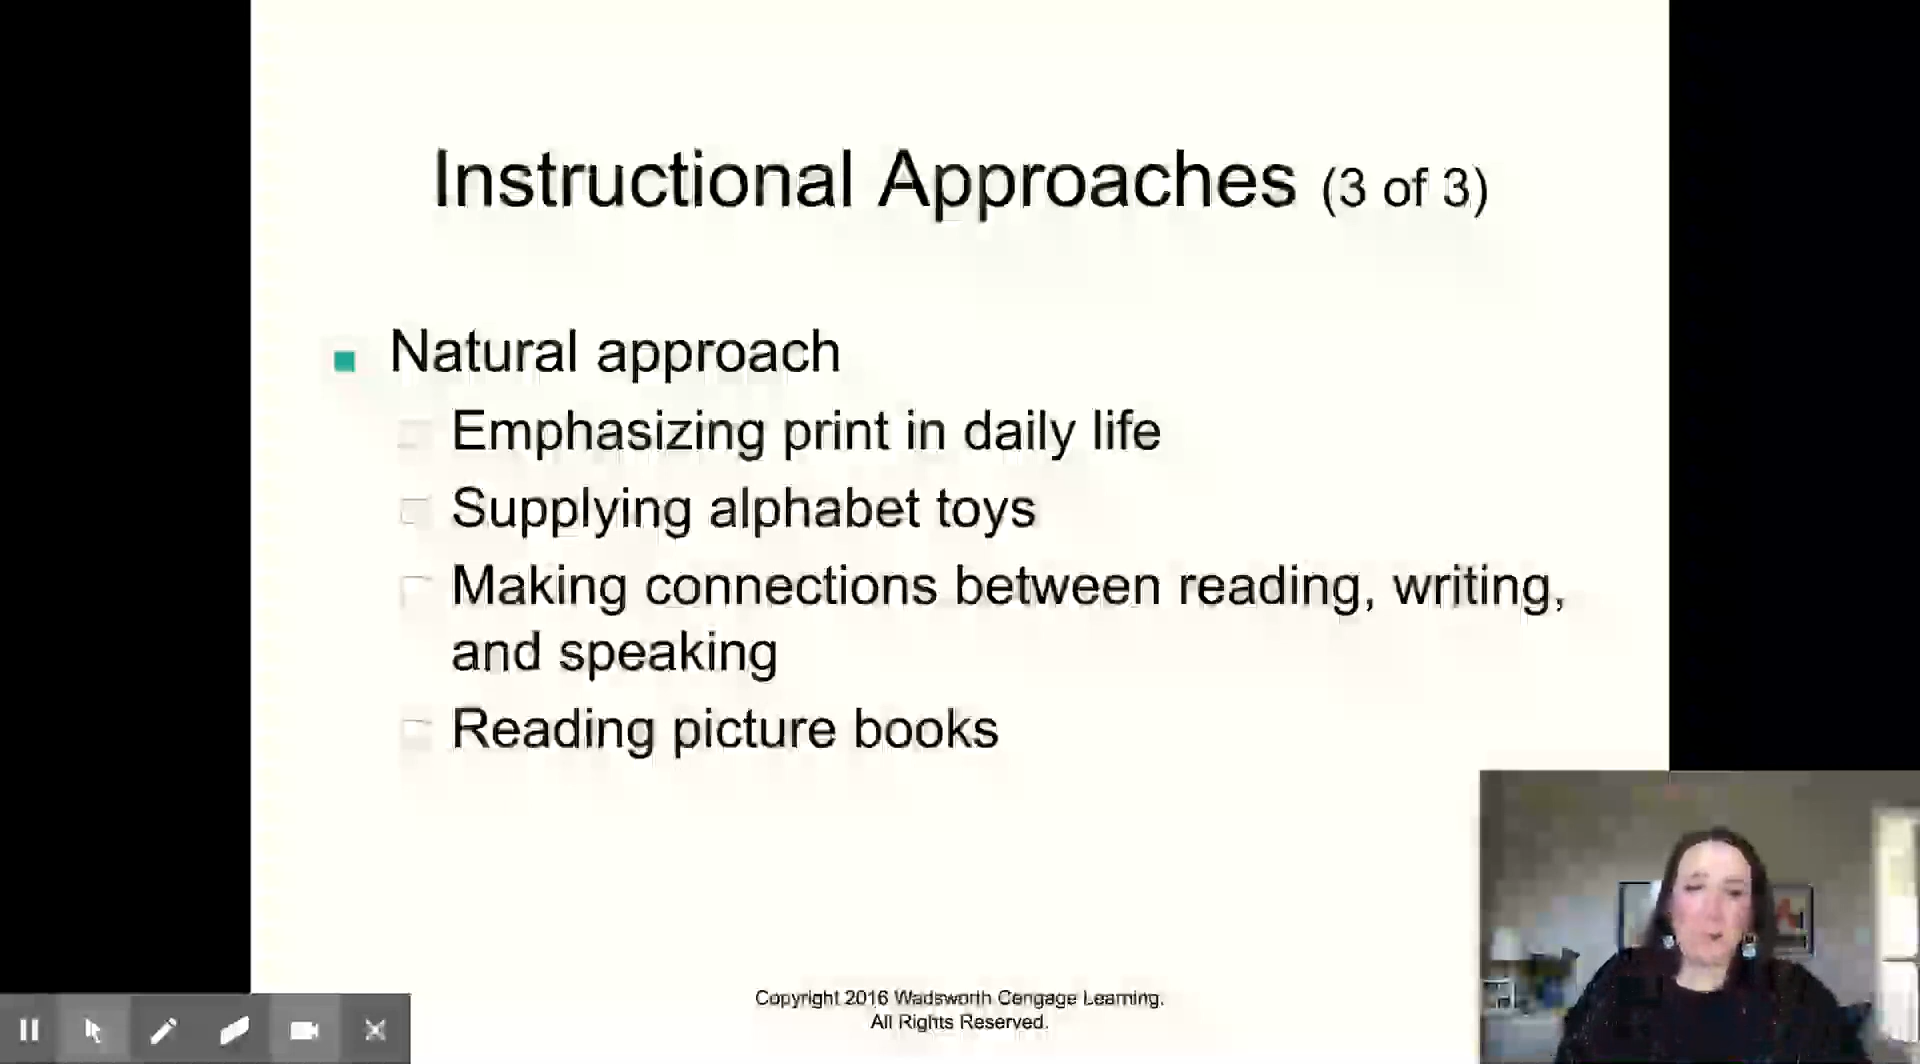 Instructional Approaches (3 of 3)
Natural approach
Emphasizing print in daily life
Supplying alphabet toys
Making connections between reading, writing,
and speaking
Reading picture books
Copyright 2016 Wadsworth Cengage Learning.
All Rights Reserved.